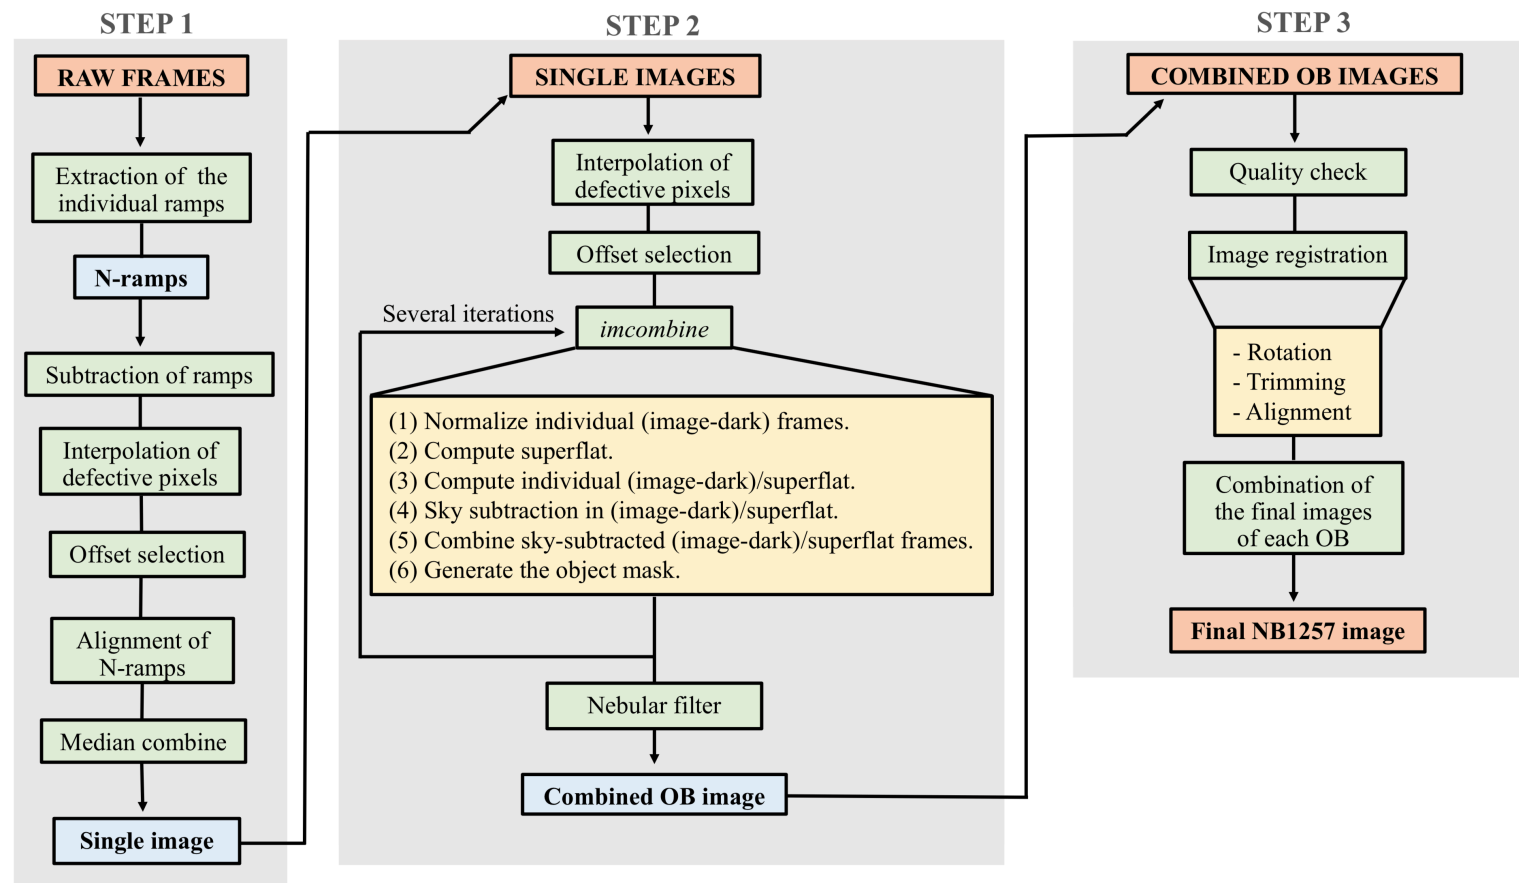 STEP 1
RAW FRAMES
Extraction of the
individual ramps
N-ramps
Subtraction of ramps
Interpolation of
defective pixels
Offset selection
Alignment of
N-ramps
Median combine
Single image
STEP 2
SINGLE IMAGES
Interpolation of
defective pixels
Offset selection
Several iterations
imcombine
(1) Normalize individual (image-dark) frames.
(2) Compute superflat.
(3) Compute individual (image-dark)/superflat.
(4) Sky subtraction in (image-dark)/superflat.
(5) Combine sky-subtracted (image-dark)/superflat frames.
(6) Generate the object mask.
Nebular filter
Combined OB image
STEP 3
COMBINED OB IMAGES
Quality check
Image registration
- Rotation
- Trimming
- Alignment
Combination of
the final images
of each OB
Final NB1257 image